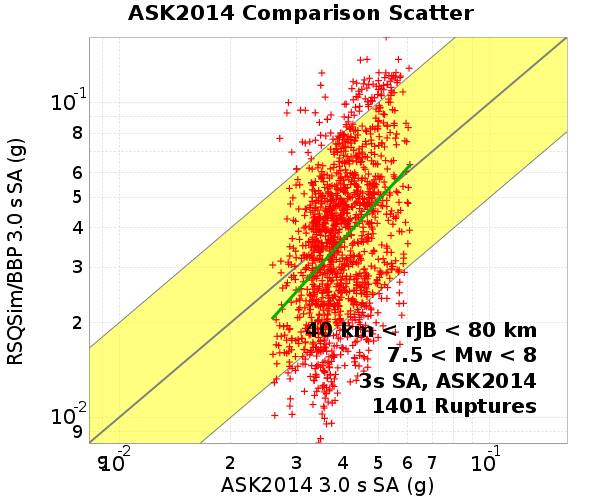 ASK2014 Comparison Scatter
RSQSim/BBP 3.0 s SA (g)
10⁻¹
8
6
5
4
3
2
10⁻²
9
40 km < rJB < 80 km
7.5 < Mw < 8
3s SA, ASK2014
1401 Ruptures
9 10⁻² 2 3 4 5 6 7 10⁻¹
ASK2014 3.0 s SA (g)